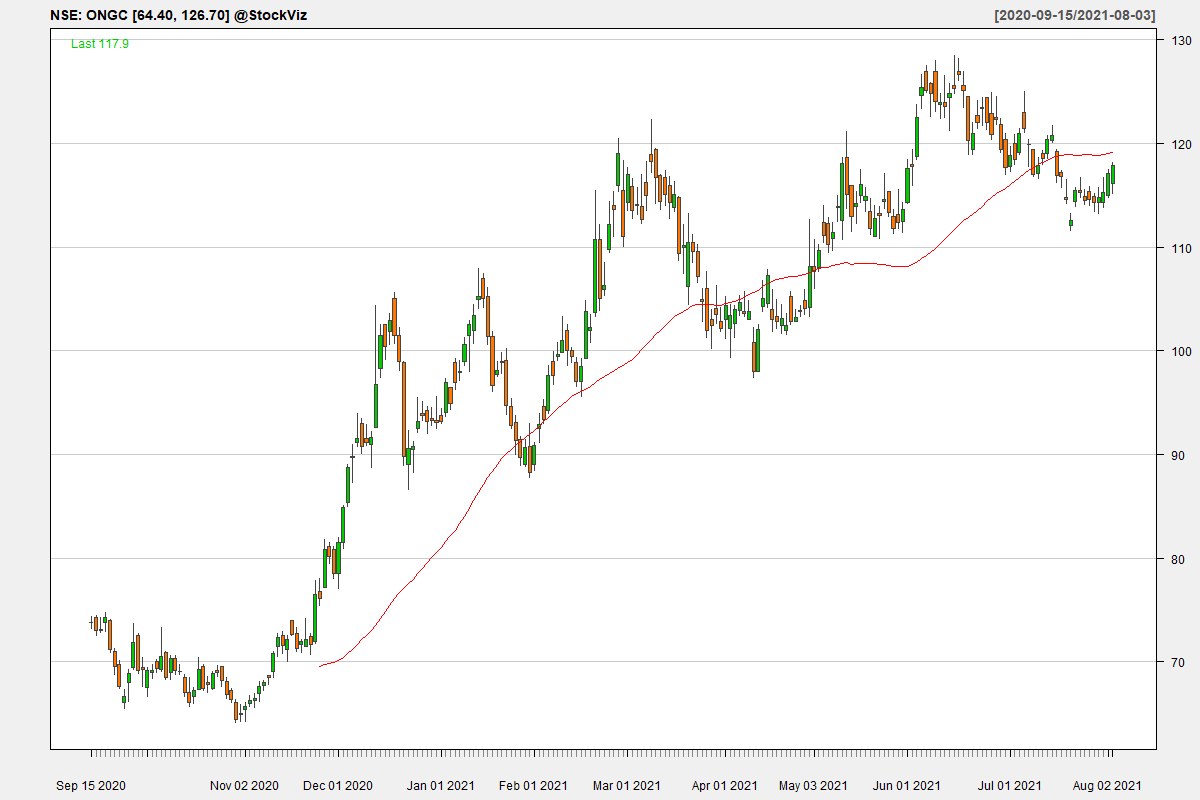 NSE: ONGC [64.40, 126.70] @StockViz
[2020-09-15/2021-08-03]
Last 117.9
130
120
110
100
90
80
70
Sep 15 2020
Nov 02 2020
Dec 01 2020
Jan 01 2021
Feb 01 2021
Mar 01 2021
Apr 01 2021
May 03 2021
Jun 01 2021
Jul 01 2021
Aug 02 2021